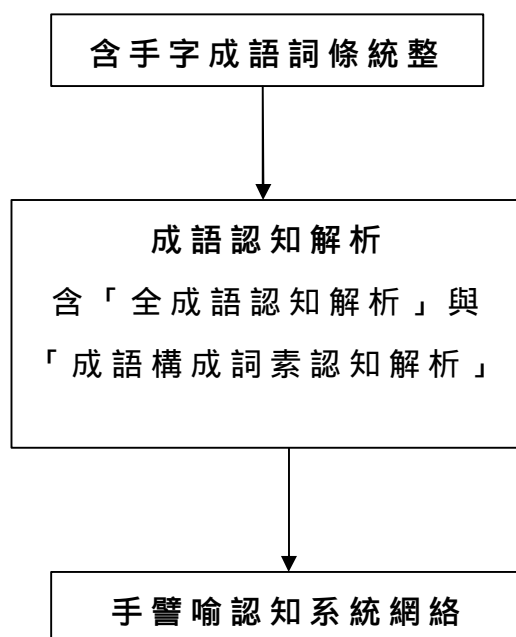 含手字成語詞條統整
成語認知解析
含「全成語認知解析」與
「成語構成詞素認知解析」
手譬喻認知系統網絡